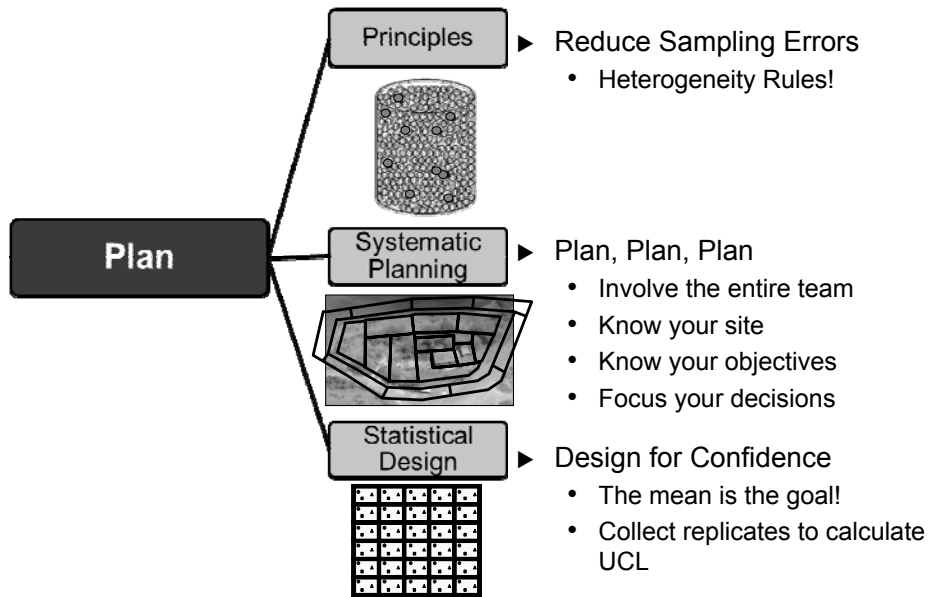 Plan
Principles
► Reduce Sampling Errors
• Heterogeneity Rules!
Systematic
Planning
► Plan, Plan, Plan
• Involve the entire team
• Know your site
• Know your objectives
• Focus your decisions
Statistical
Design
► Design for Confidence
• The mean is the goal!
• Collect replicates to calculate
UCL